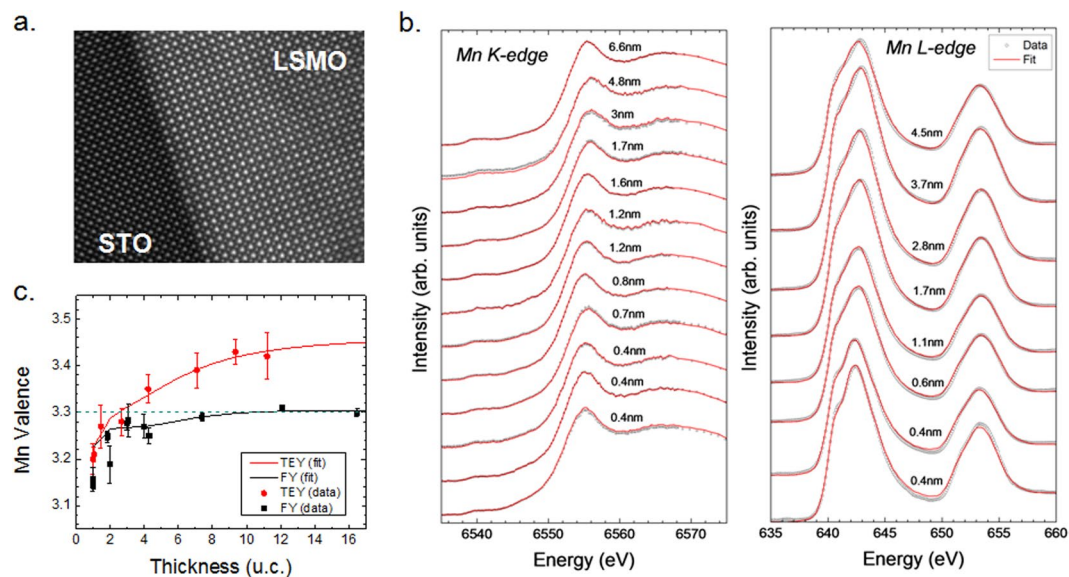 a.
LSMO
STO
b.
Mn K-edge
6.6nm
4.8nm
3nm
1.7nm
1.6nm
1.2nm
1.2nm
0.8nm
0.7nm
0.4nm
0.4nm
0.4nm
Intensity (arb. units)
6540 6550 6560 6570
Energy (eV)
Mn L-edge
Data
Fit
4.5nm
3.7nm
2.8nm
1.7nm
1.1nm
0.6nm
0.4nm
0.4nm
Intensity (arb. units)
635 640 645 650 655 660
Energy (eV)
c.
3.5
3.4
3.3
3.2
3.1
Mn Valence
TEY (fit)
FY (fit)
TEY (data)
FY (data)
0 2 4 6 8 10 12 14 16
Thickness (u.c.)